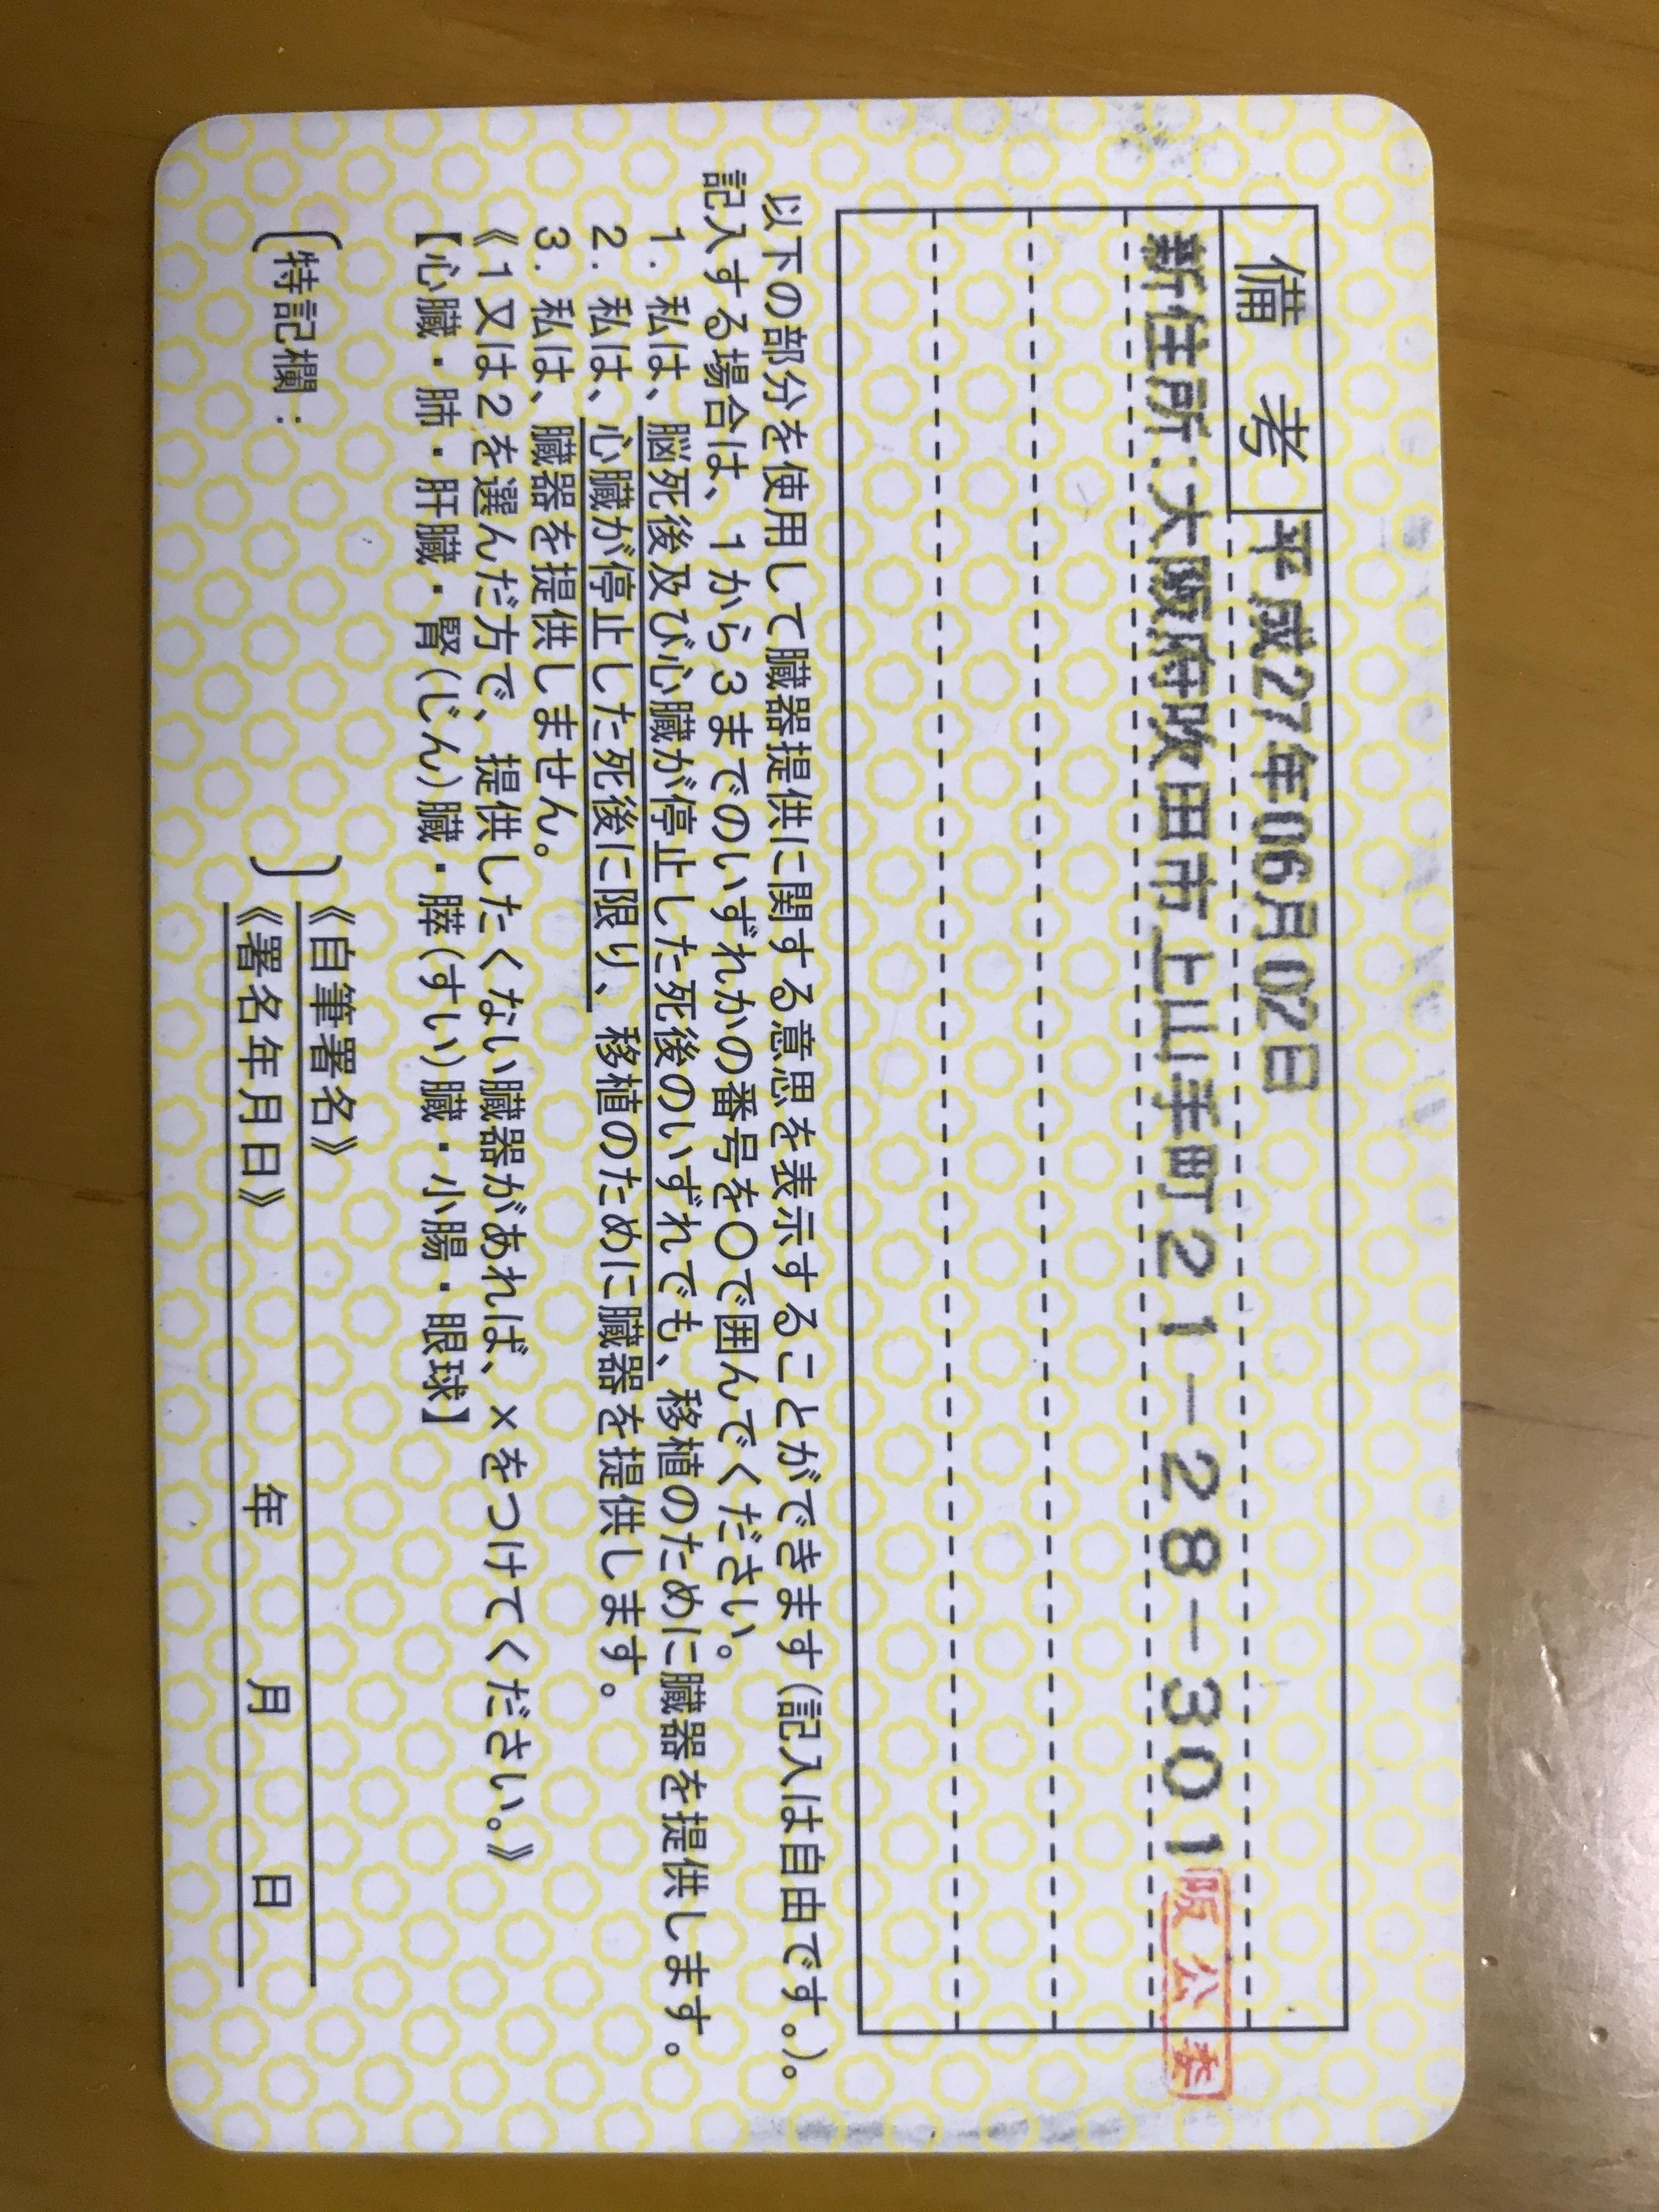 備考 平成27年06月02日
新住所:大阪府吹田市上山手町21-28-301 阪公委
以下の部分を使用して臓器提供に関する意思を表示することができます(記入は自由です。)。
記入する場合は、1から3までのいずれかの番号を〇で囲んでください。
1. 私は、脳死後及び心臓が停止した死後のいずれでも、移植のために臓器を提供します。
2. 私は、心臓が停止した死後に限り、移植のために臓器を提供します。
3. 私は、臓器を提供しません。
《1又は2を選んだ方で、提供したくない臓器があれば、×をつけてください。》
【心臓・肺・肝臓・腎(じん)臓・膵(すい)臓・小腸・眼球】
〔特記欄: 〕
《自筆署名》
《署名年月日》 年 月 日